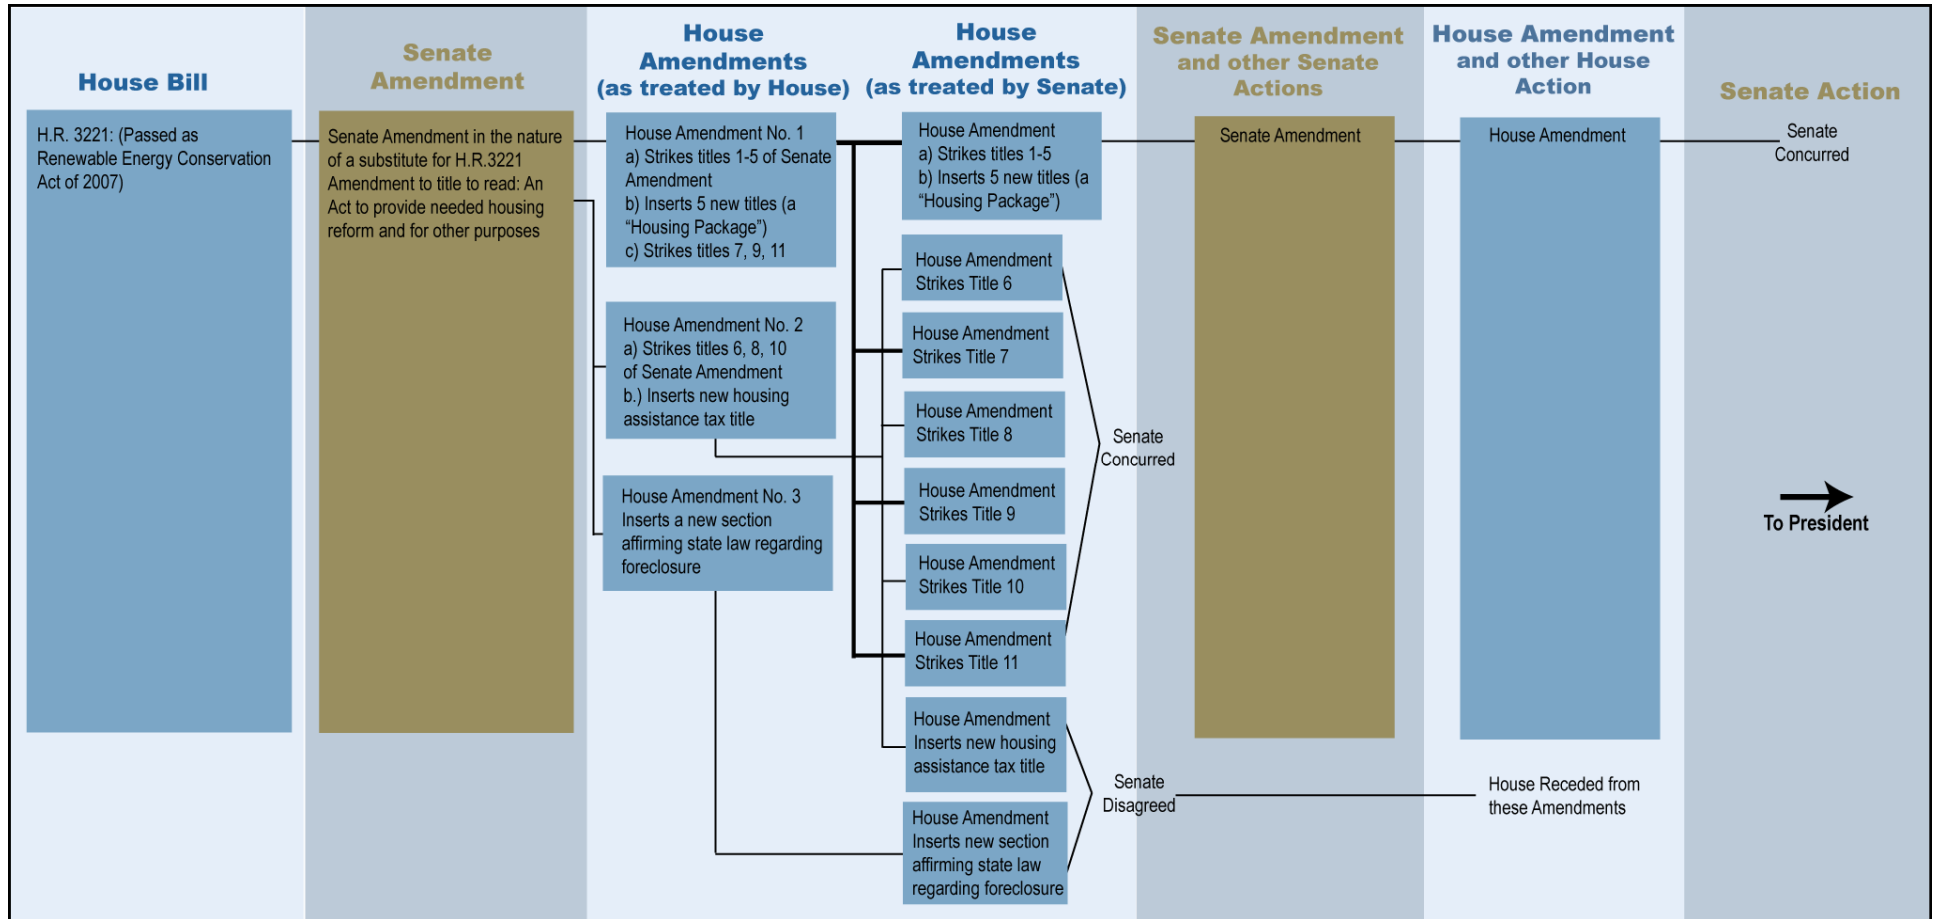 House Bill
H.R. 3221: (Passed as
Renewable Energy Conservation
Act of 2007)
Senate
Amendment
Senate Amendment in the nature
of a substitute for H.R.3221
Amendment to title to read: An
Act to provide needed housing
reform and for other purposes
House
Amendments
(as treated by House)
House Amendment No. 1
a) Strikes titles 1-5 of Senate
Amendment
b) Inserts 5 new titles (a
“Housing Package”)
c) Strikes titles 7, 9, 11
House Amendment No. 2
a) Strikes titles 6, 8, 10
of Senate Amendment
b.) Inserts new housing
assistance tax title
House Amendment No. 3
Inserts a new section
affirming state law regarding
foreclosure
House
Amendments
(as treated by Senate)
House Amendment
a) Strikes titles 1-5
b) Inserts 5 new titles (a
“Housing Package”)
House Amendment
Strikes Title 6
House Amendment
Strikes Title 7
House Amendment
Strikes Title 8
House Amendment
Strikes Title 9
House Amendment
Strikes Title 10
House Amendment
Strikes Title 11
House Amendment
Inserts new housing
assistance tax title
House Amendment
Inserts new section
affirming state law
regarding foreclosure
Senate
Concurred
Senate
Disagreed
Senate Amendment
and other Senate
Actions
Senate Amendment
House Amendment
and other House
Action
House Amendment
House Receded from
these Amendments
Senate Action
Senate
Concurred
To President